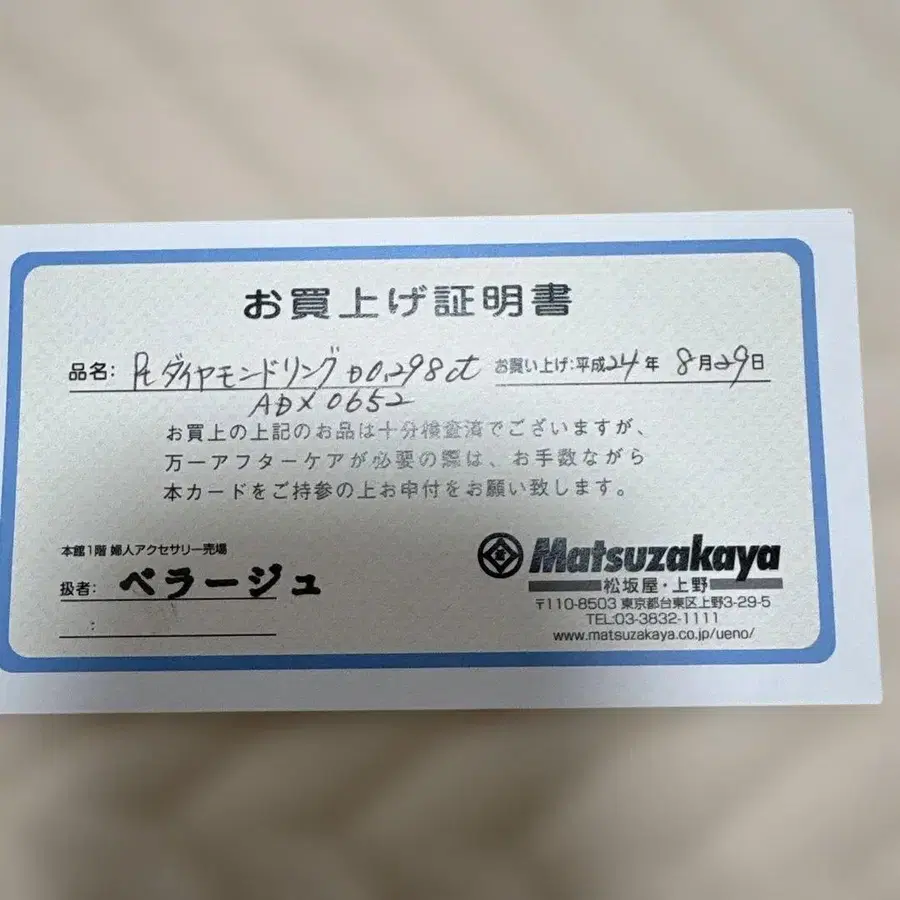 お買上げ証明書
品名: Ptダイヤモンドリング D0,298ct お買い上げ:平成24年 8月29日
ADX0652
お買上の上記のお品は十分検査済でございますが、
万一アフターケアが必要の際は、お手数ながら
本カードをご持参の上お申付をお願い致します。
本館1階 婦人アクセサリー売場
扱者: ベラージュ
:
Matsuzakaya
松坂屋・上野
〒110-8503 東京都台東区上野3-29-5
TEL:03-3832-1111
www.matsuzakaya.co.jp/ueno/